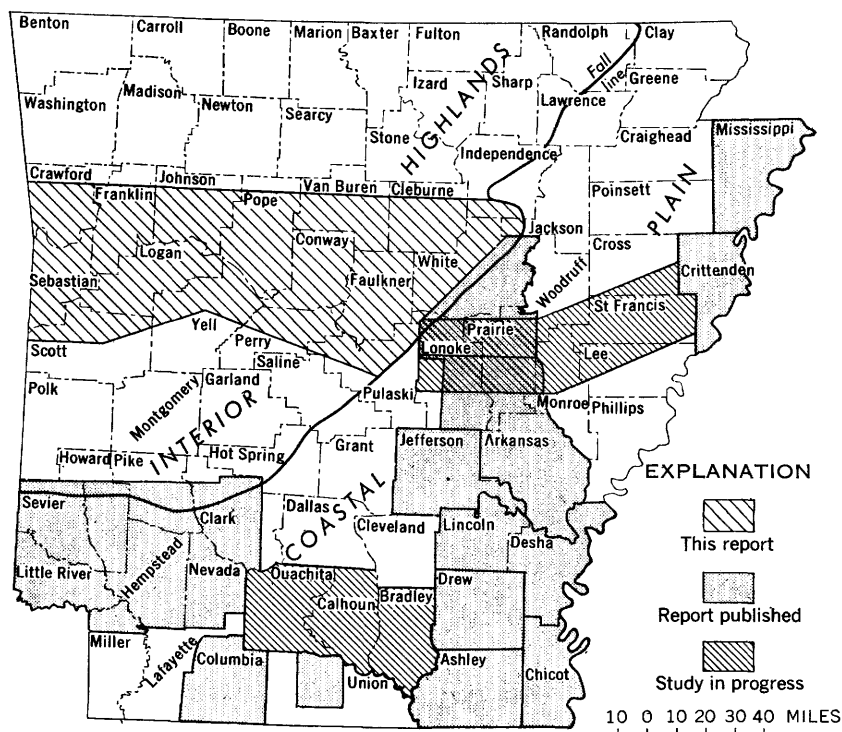 Benton
Carroll
Boone
Marion
Baxter
Fulton
Randolph
Clay
Fall line
Izard
Sharp
Greene
Washington
Madison
Newton
Searcy
Stone
Lawrence
HIGHLANDS
Independence
Craighead
Mississippi
Crawford
Franklin
Johnson
Pope
Van Buren
Cleburne
Poinsett
PLAIN
Jackson
Cross
Logan
Conway
White
Crittenden
Sebastian
Faulkner
Woodruff
St Francis
Scott
Yell
Perry
Prairie
Lonoke
Lee
Saline
Polk
Montgomery
Garland
Pulaski
Monroe
Phillips
INTERIOR
Howard
Pike
Hot Spring
Grant
Jefferson
Arkansas
Sevier
Clark
Dallas
COASTAL
Cleveland
Lincoln
Desha
Little River
Hempstead
Nevada
Ouachita
Calhoun
Bradley
Drew
Miller
Lafayette
Columbia
Union
Ashley
Chicot
EXPLANATION
This report
Report published
Study in progress
10 0 10 20 30 40 MILES